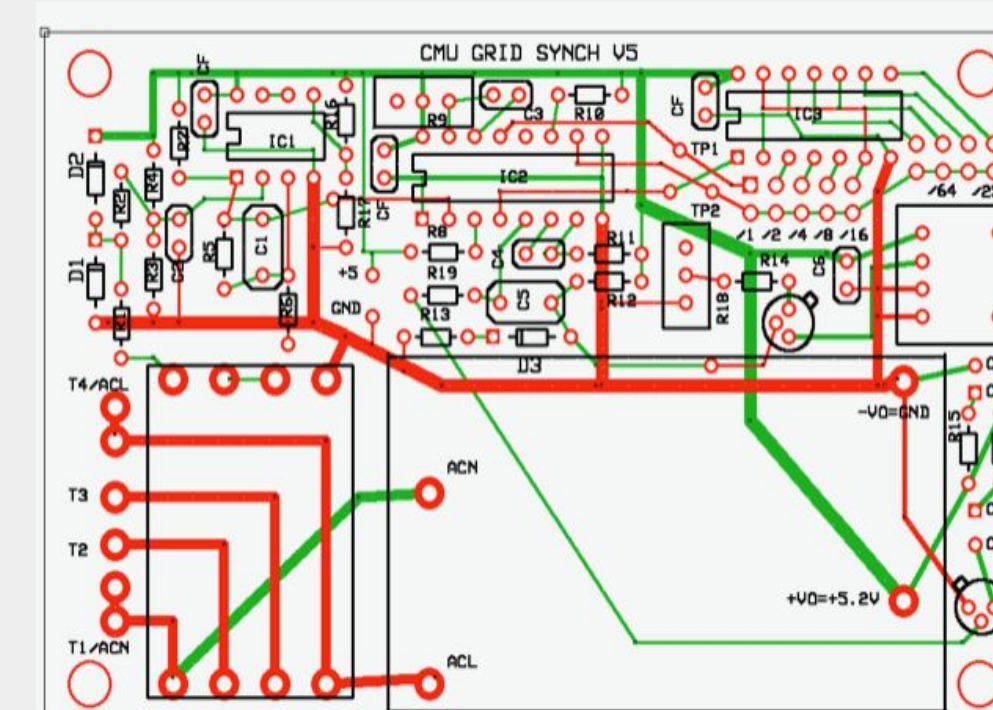 CMU GRID SYNCH V5
CF
R16
R9
C3
R10
CF
IC3
D2
R7
IC1
TP1
R4
IC2
R2
R17
CF
TP2
/64
R8
R11
/1 /2 /4 /8 /16
R5
C1
C4
D1
R3
C2
+5
R19
R14
C6
R6
GND
C5
R12
R18
R1
R13
D3
T4/ACL
-VO=GND
R15
ACN
T3
T2
+VO=+5.2V
T1/ACN
ACL